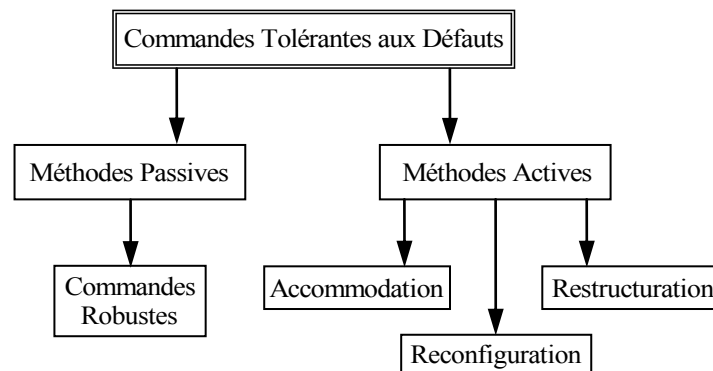 Commandes Tolérantes aux Défauts
Méthodes Passives
Méthodes Actives
Commandes
Robustes
Accommodation
Restructuration
Reconfiguration